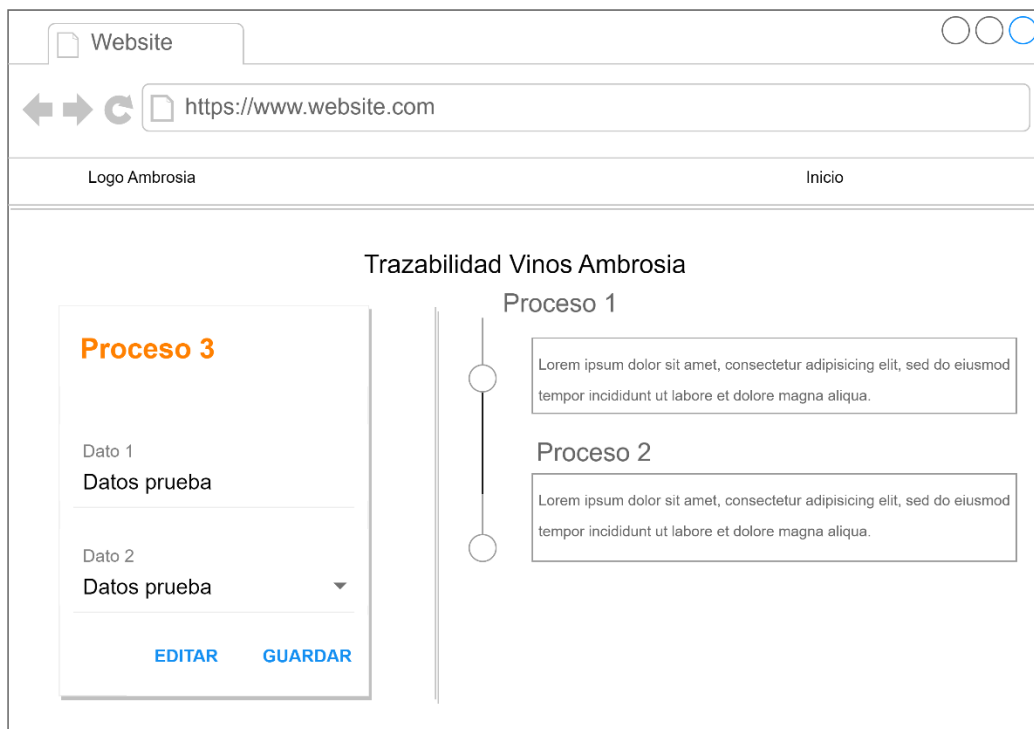 Website
https://www.website.com
Logo Ambrosia
Inicio
Trazabilidad Vinos Ambrosia
Proceso 3
Dato 1
Datos prueba
Dato 2
Datos prueba
EDITAR
GUARDAR
Proceso 1
Lorem ipsum dolor sit amet, consectetur adipisicing elit, sed do eiusmod
tempor incididunt ut labore et dolore magna aliqua.
Proceso 2
Lorem ipsum dolor sit amet, consectetur adipisicing elit, sed do eiusmod
tempor incididunt ut labore et dolore magna aliqua.